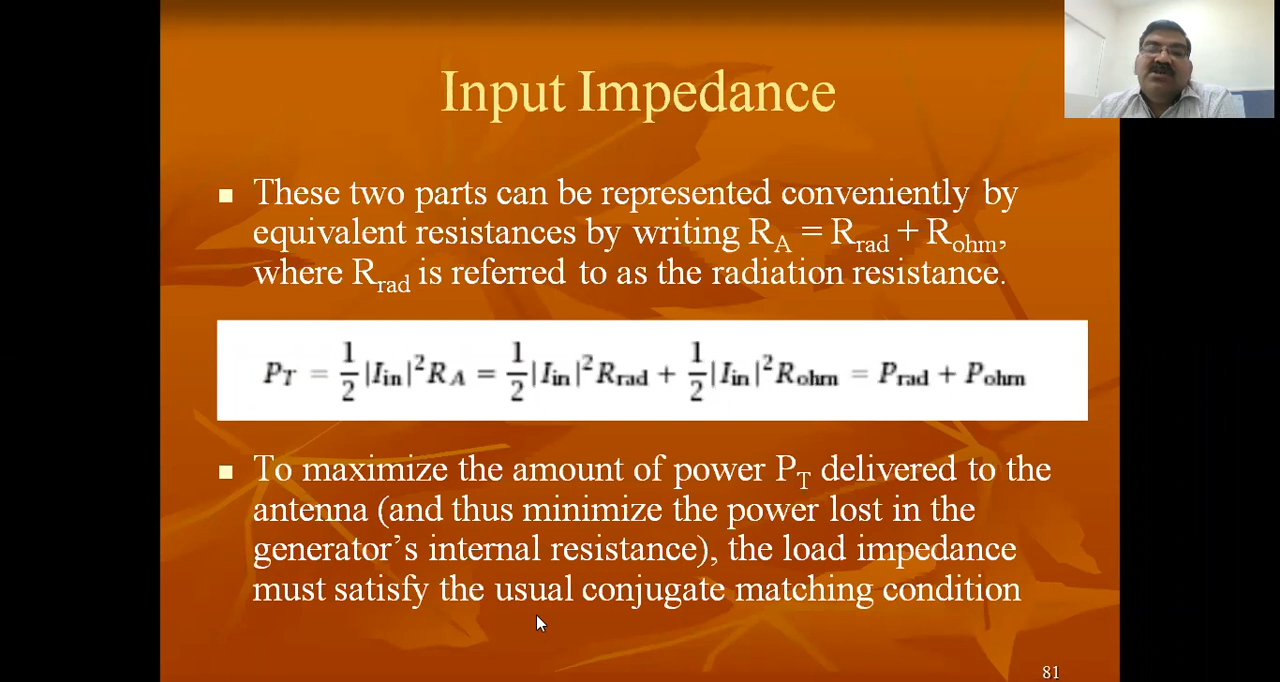 Input Impedance
These two parts can be represented conveniently by
equivalent resistances by writing R_A = R_rad + R_ohm,
where R_rad is referred to as the radiation resistance.
P_T = 1/2 |I_in|² R_A = 1/2 |I_in|² R_rad + 1/2 |I_in|² R_ohm = P_rad + P_ohm
To maximize the amount of power P_T delivered to the
antenna (and thus minimize the power lost in the
generator's internal resistance), the load impedance
must satisfy the usual conjugate matching condition
81